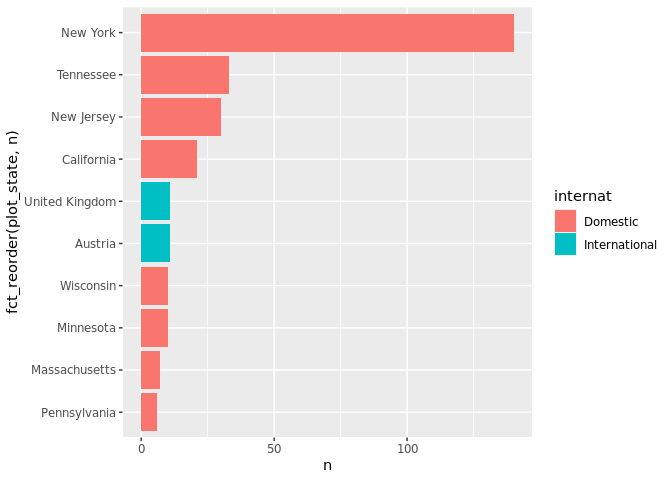 fct_reorder(plot_state, n)
New York
Tennessee
New Jersey
California
United Kingdom
Austria
Wisconsin
Minnesota
Massachusetts
Pennsylvania
0
50
100
n
internat
Domestic
International